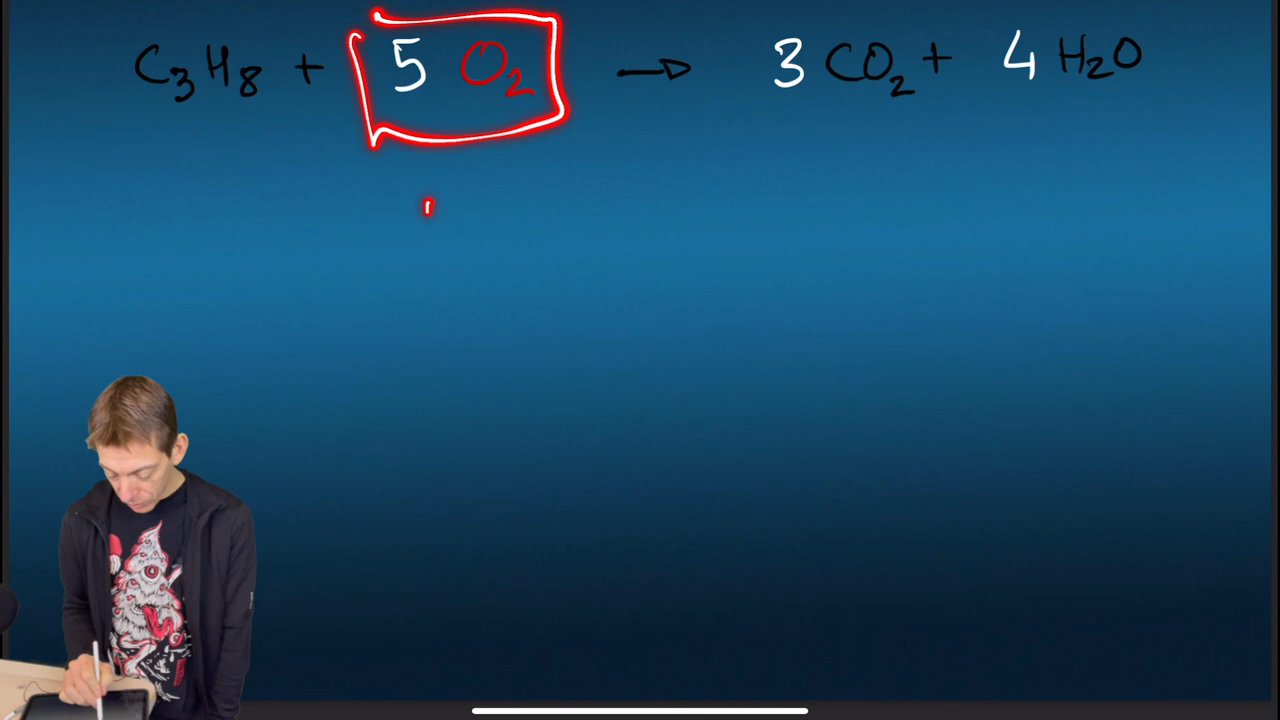 C₃H₈ + 5 O₂ → 3 CO₂ + 4 H₂O